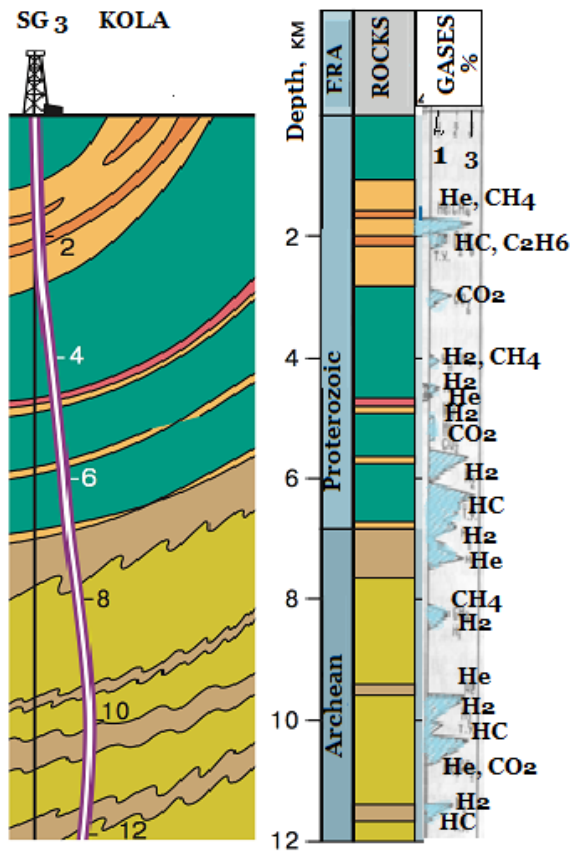 SG 3 KOLA
Depth, км
ERA
ROCKS
GASES %
1 3
2
4
6
8
10
12
2
4
6
8
10
12
Proterozoic
Archean
He, CH4
HC, C2H6
CO2
H2, CH4
H2
He
H2
CO2
H2
HC
H2
He
CH4
H2
He
H2
HC
He, CO2
H2
HC